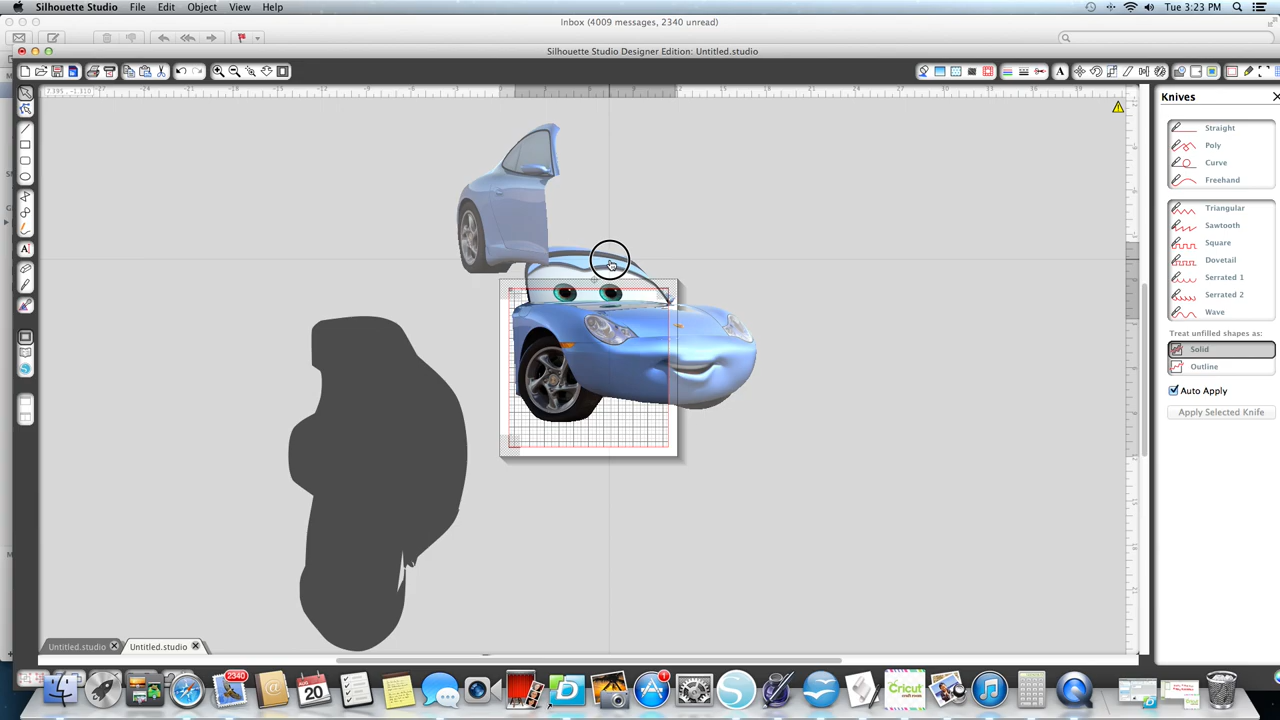 Silhouette Studio File Edit Object View Help Tue 3:23 PM
Inbox (4009 messages, 2340 unread)
Silhouette Studio Designer Edition: Untitled.studio
Knives
Straight
Poly
Curve
Freehand
Triangular
Sawtooth
Square
Dovetail
Serrated 1
Serrated 2
Wave
Treat unfilled shapes as:
Solid
Outline
Auto Apply
Apply Selected Knife
Untitled.studio Untitled.studio
2340
AUG
20
1
Cricut